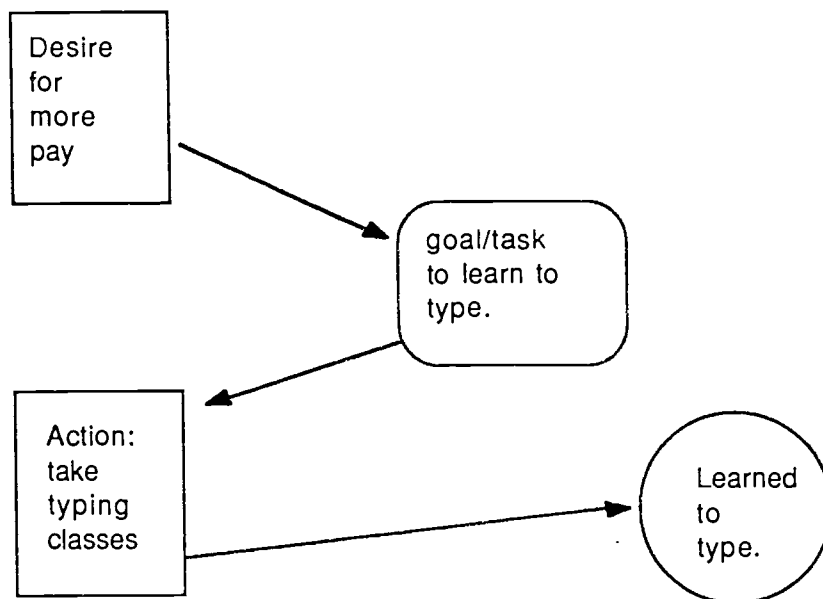 Desire
for
more
pay
goal/task
to learn to
type.
Action:
take
typing
classes
Learned
to
type.